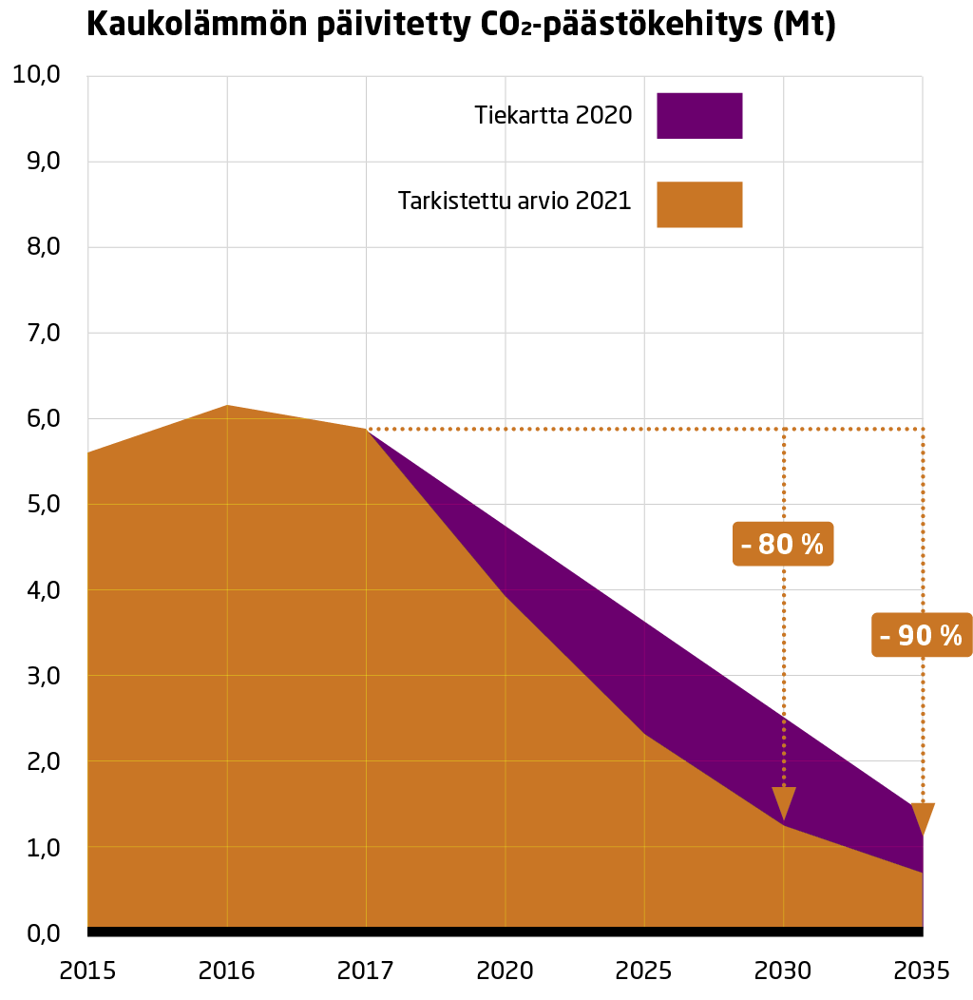 Kaukolämmön päivitetty CO₂-päästökehitys (Mt)
10,0
Tiekartta 2020
9,0
Tarkistettu arvio 2021
8,0
7,0
6,0
5,0
– 80 %
4,0
– 90 %
3,0
2,0
1,0
0,0
2015 2016 2017 2020 2025 2030 2035